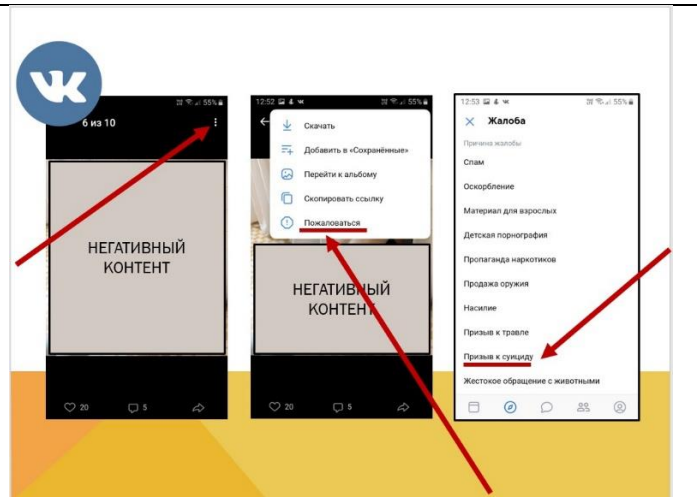 VK
55%
6 из 10
НЕГАТИВНЫЙ
КОНТЕНТ
20
5
12:52
55%
Скачать
Добавить в «Сохранённые»
Перейти к альбому
Скопировать ссылку
Пожаловаться
НЕГАТИВНЫЙ
КОНТЕНТ
20
5
12:53
55%
Жалоба
Причина жалобы
Спам
Оскорбление
Материал для взрослых
Детская порнография
Пропаганда наркотиков
Продажа оружия
Насилие
Призыв к травле
Призыв к суициду
Жестокое обращение с животными